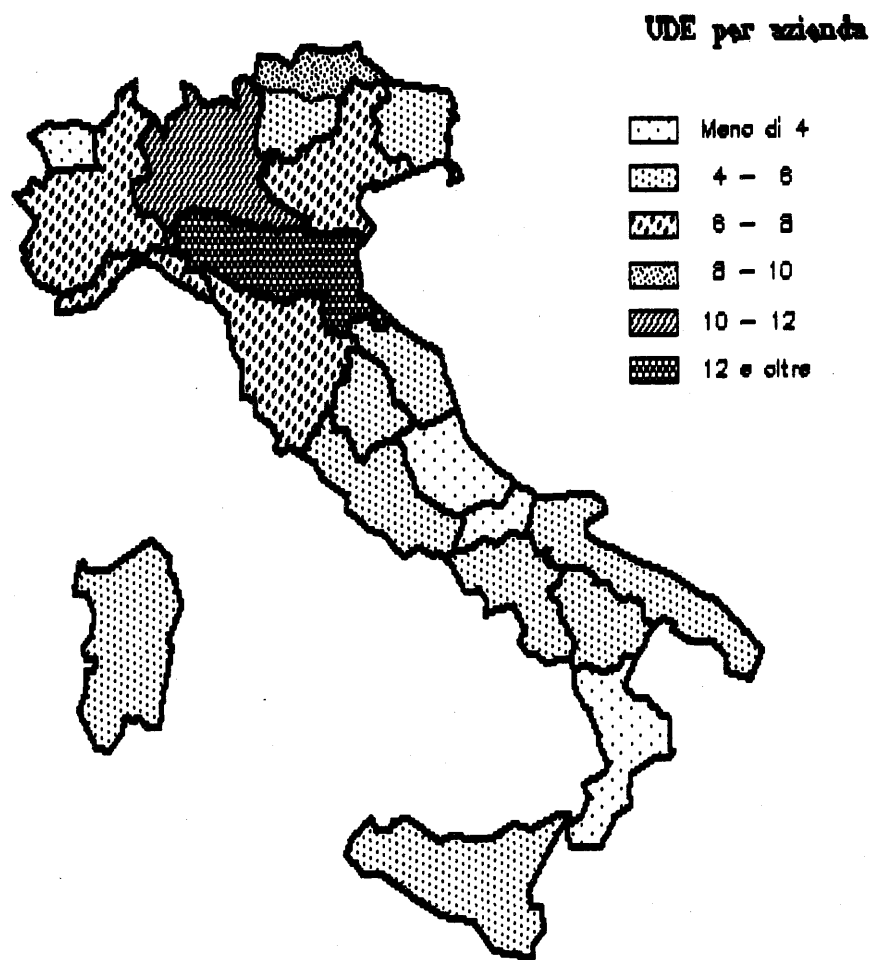 UDE per azienda
Meno di 4
4 - 6
6 - 8
8 - 10
10 - 12
12 e oltre